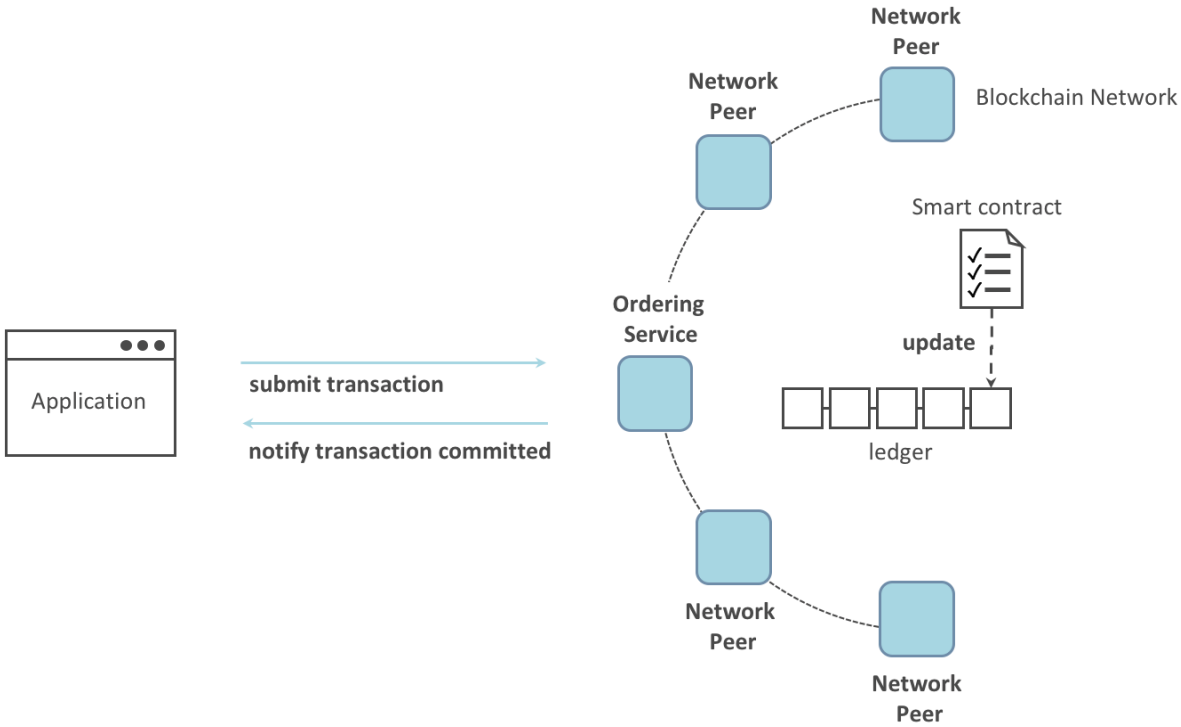 Network
Peer
Network
Peer
Blockchain Network
Smart contract
Ordering
Service
update
submit transaction
Application
notify transaction committed
ledger
Network
Peer
Network
Peer